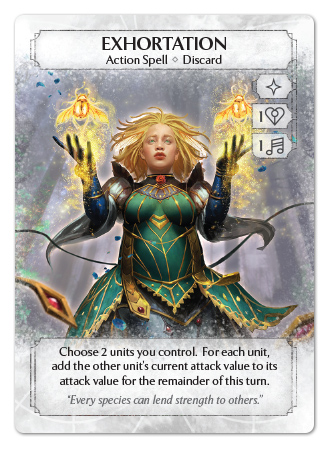 EXHORTATION
Action Spell ◇ Discard
1
1
Choose 2 units you control. For each unit,
add the other unit's current attack value to its
attack value for the remainder of this turn.
“Every species can lend strength to others.”